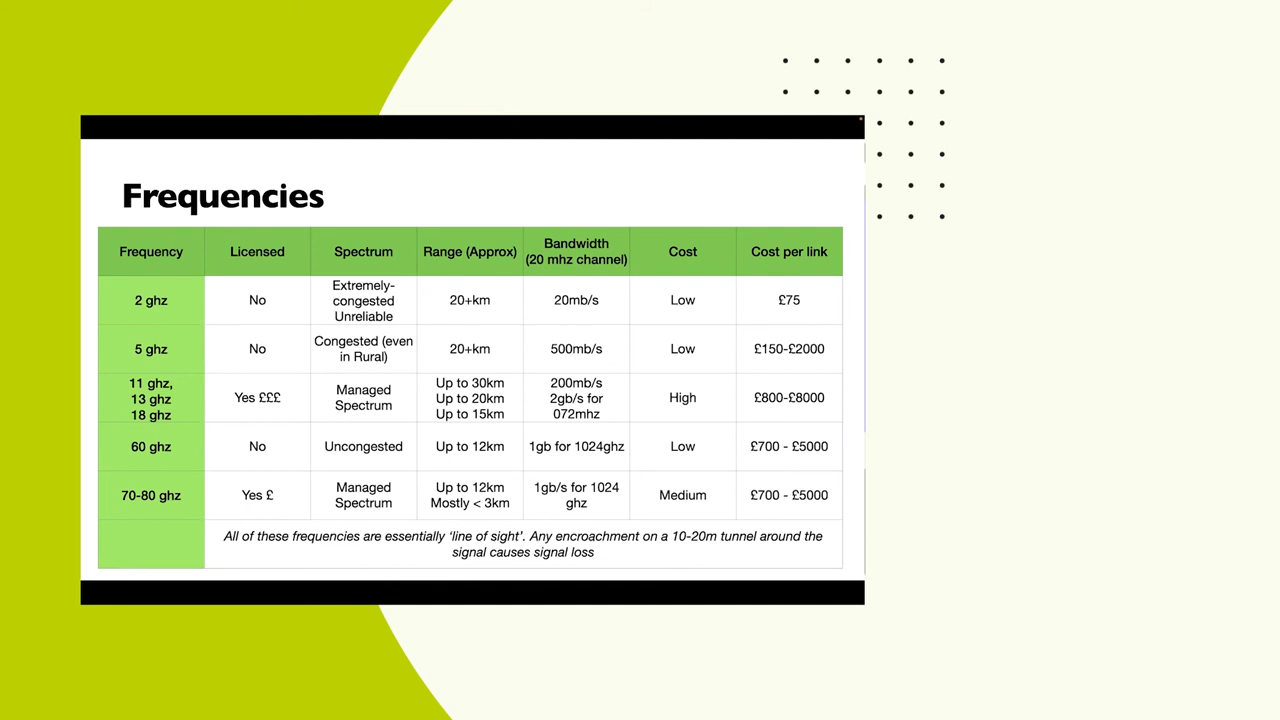 Frequencies
Frequency Licensed Spectrum Range (Approx) Bandwidth (20 mhz channel) Cost Cost per link
2 ghz No Extremely-congested Unreliable 20+km 20mb/s Low £75
5 ghz No Congested (even in Rural) 20+km 500mb/s Low £150-£2000
11 ghz, 13 ghz 18 ghz Yes £££ Managed Spectrum Up to 30km Up to 20km Up to 15km 200mb/s 2gb/s for 072mhz High £800-£8000
60 ghz No Uncongested Up to 12km 1gb for 1024ghz Low £700 - £5000
70-80 ghz Yes £ Managed Spectrum Up to 12km Mostly < 3km 1gb/s for 1024 ghz Medium £700 - £5000
All of these frequencies are essentially ‘line of sight’. Any encroachment on a 10-20m tunnel around the
signal causes signal loss